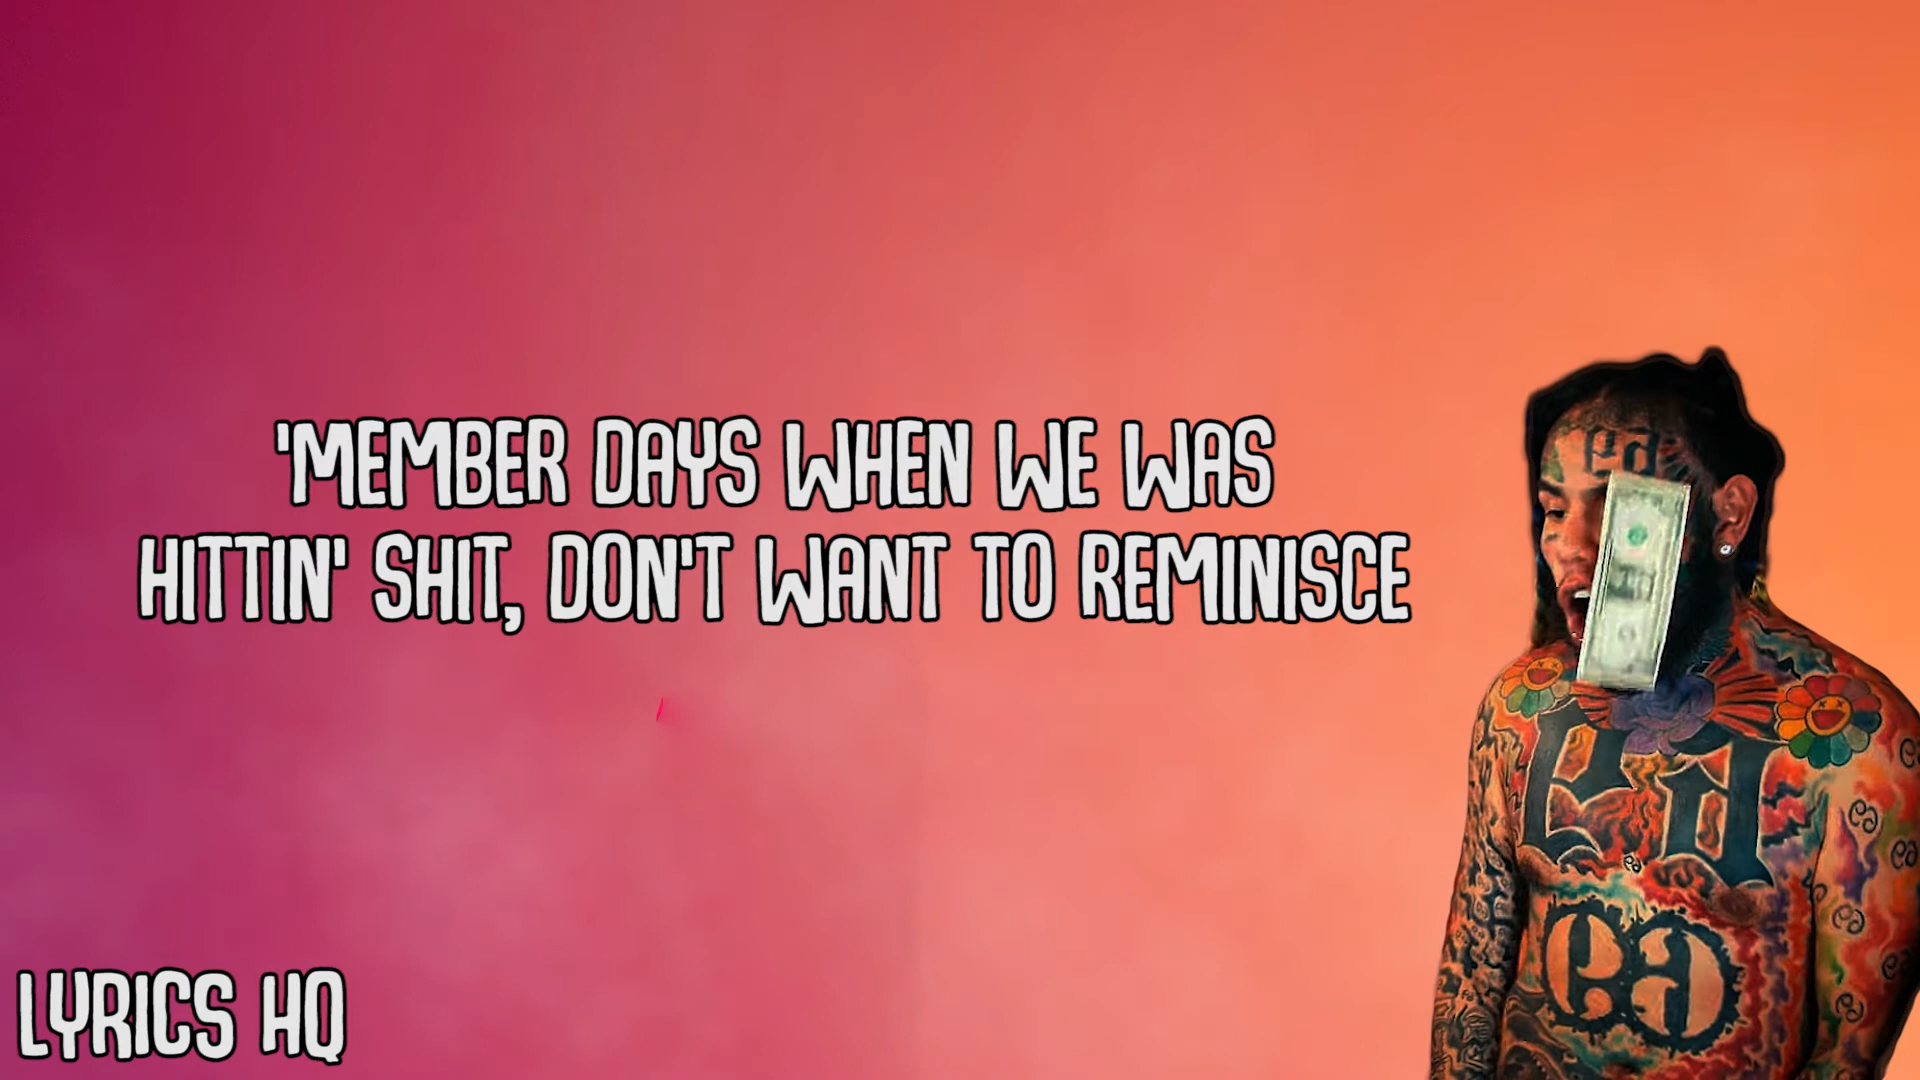 'MEMBER DAYS WHEN WE WAS
HITTIN' SHIT, DON'T WANT TO REMINISCE
LYRICS HQ